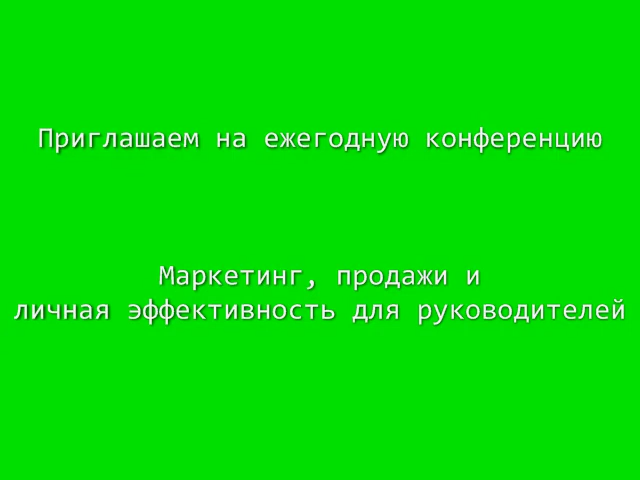 Приглашаем на ежегодную конференцию
Маркетинг, продажи и
личная эффективность для руководителей